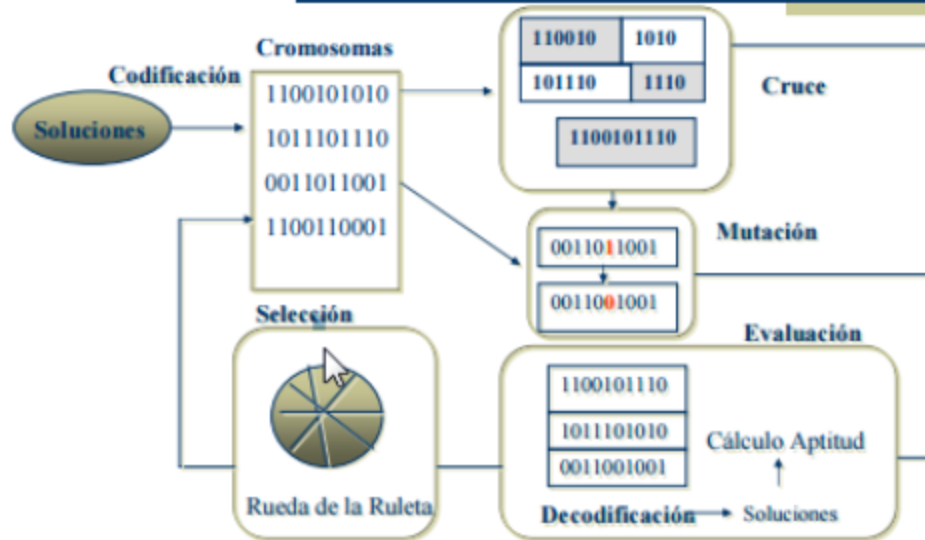 Codificación
Soluciones
Cromosomas
1100101010
1011101110
0011011001
1100110001
110010 1010
101110 1110
1100101110
Cruce
0011011001
0011001001
Mutación
Selección
Rueda de la Ruleta
Evaluación
1100101110
1011101010
0011001001
Cálculo Aptitud
Decodificación
Soluciones